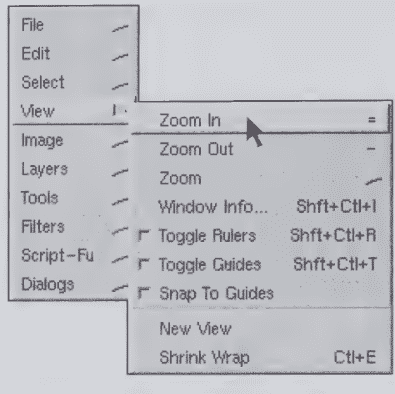 File
Edit
Select
View
Image
Layers
Tools
Filters
Script-Fu
Dialogs
Zoom In =
Zoom Out -
Zoom
Window Info... Shft+Ctl+I
Toggle Rulers Shft+Ctl+R
Toggle Guides Shft+Ctl+T
Snap To Guides
New View
Shrink Wrap Ctl+E